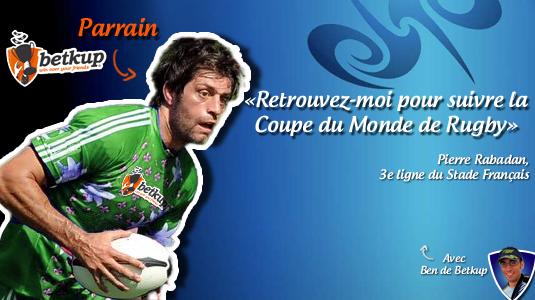 Parrain
betkup
win over your friends
«Retrouvez-moi pour suivre la
Coupe du Monde de Rugby»
Pierre Rabadan,
3e ligne du Stade Français
betkup
Avec
Ben de Betkup